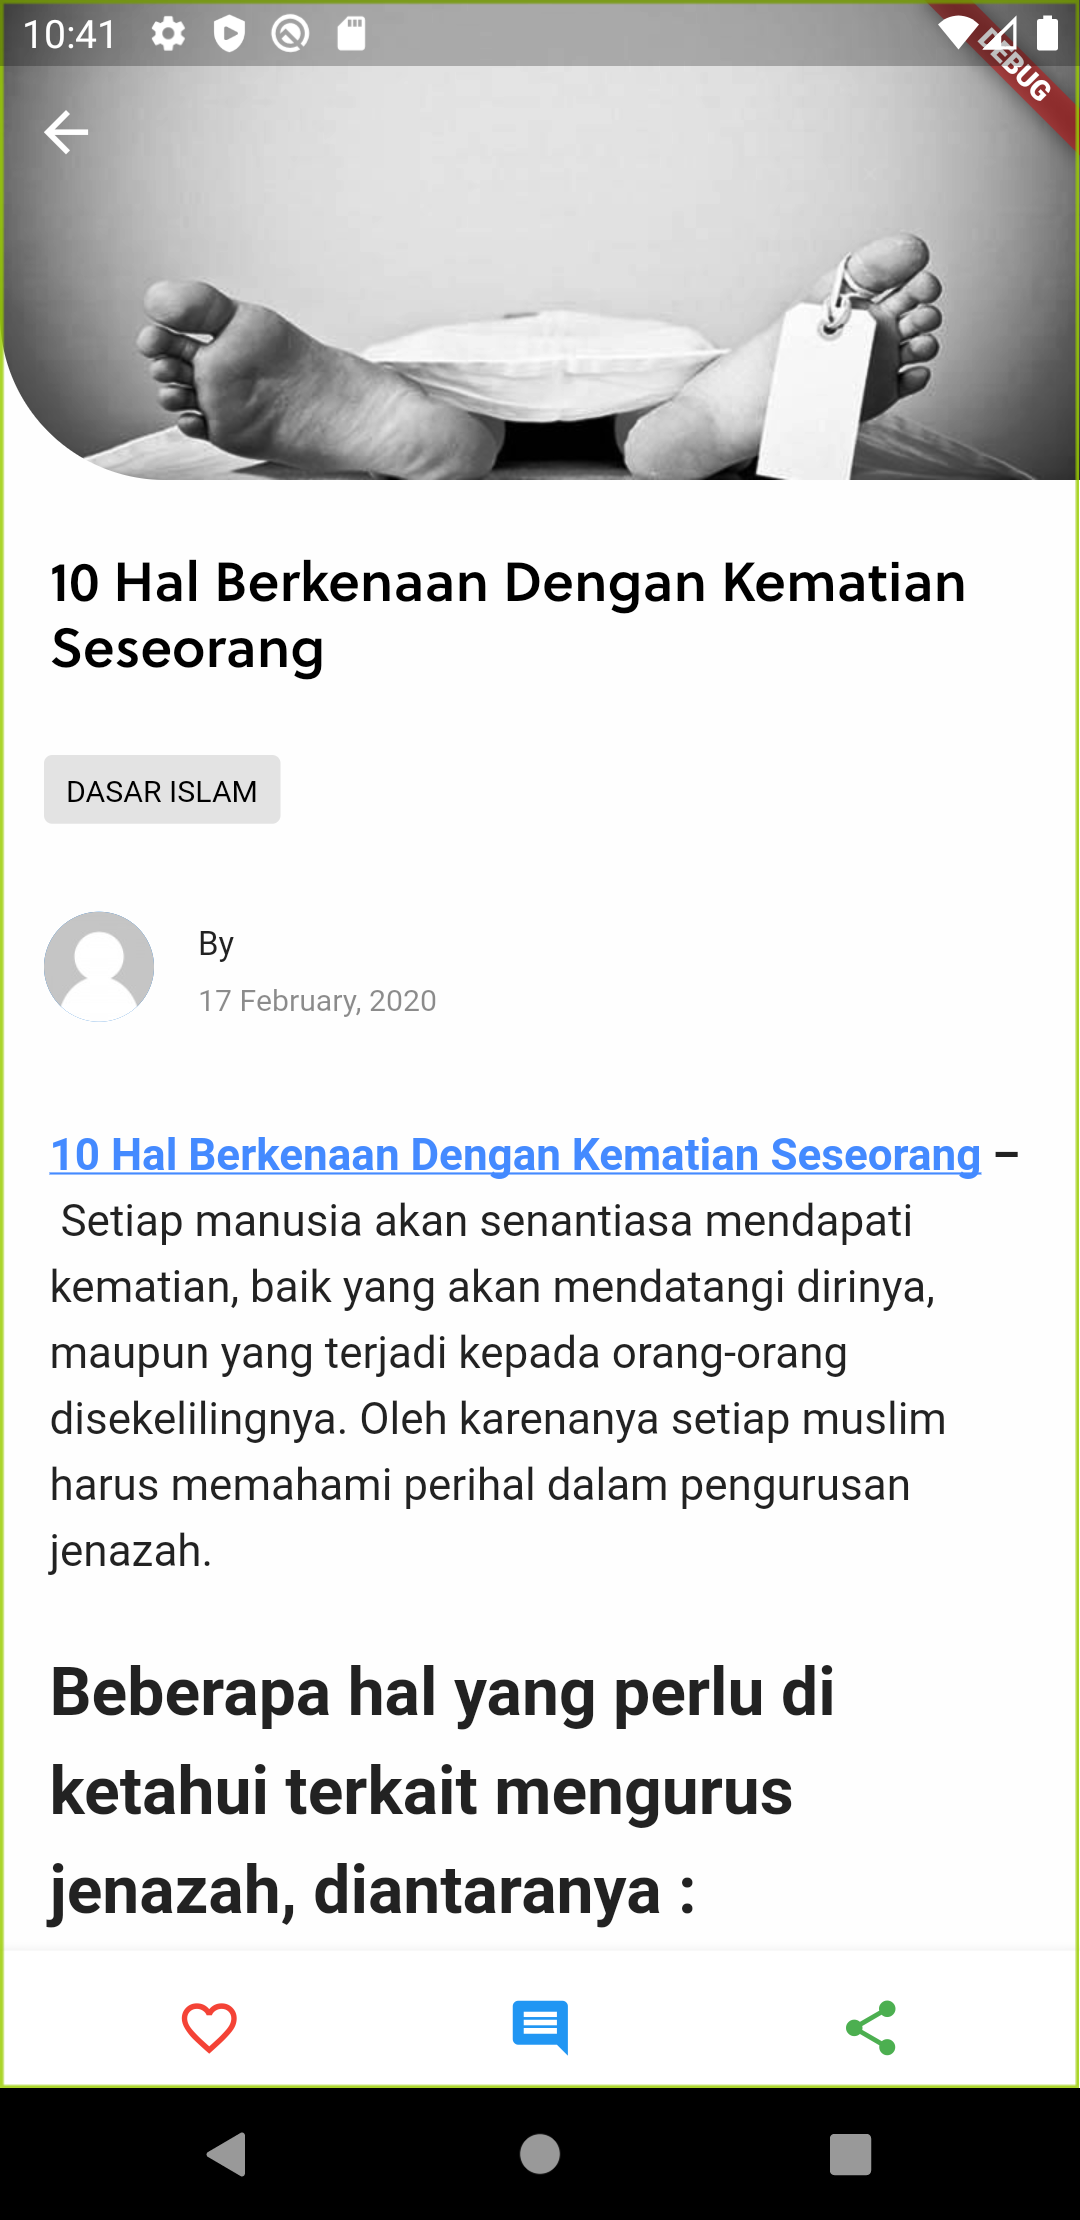 10:41
DEBUG
10 Hal Berkenaan Dengan Kematian
Seseorang
DASAR ISLAM
By
17 February, 2020
10 Hal Berkenaan Dengan Kematian Seseorang –
Setiap manusia akan senantiasa mendapati
kematian, baik yang akan mendatangi dirinya,
maupun yang terjadi kepada orang-orang
disekelilingnya. Oleh karenanya setiap muslim
harus memahami perihal dalam pengurusan
jenazah.
Beberapa hal yang perlu di
ketahui terkait mengurus
jenazah, diantaranya :